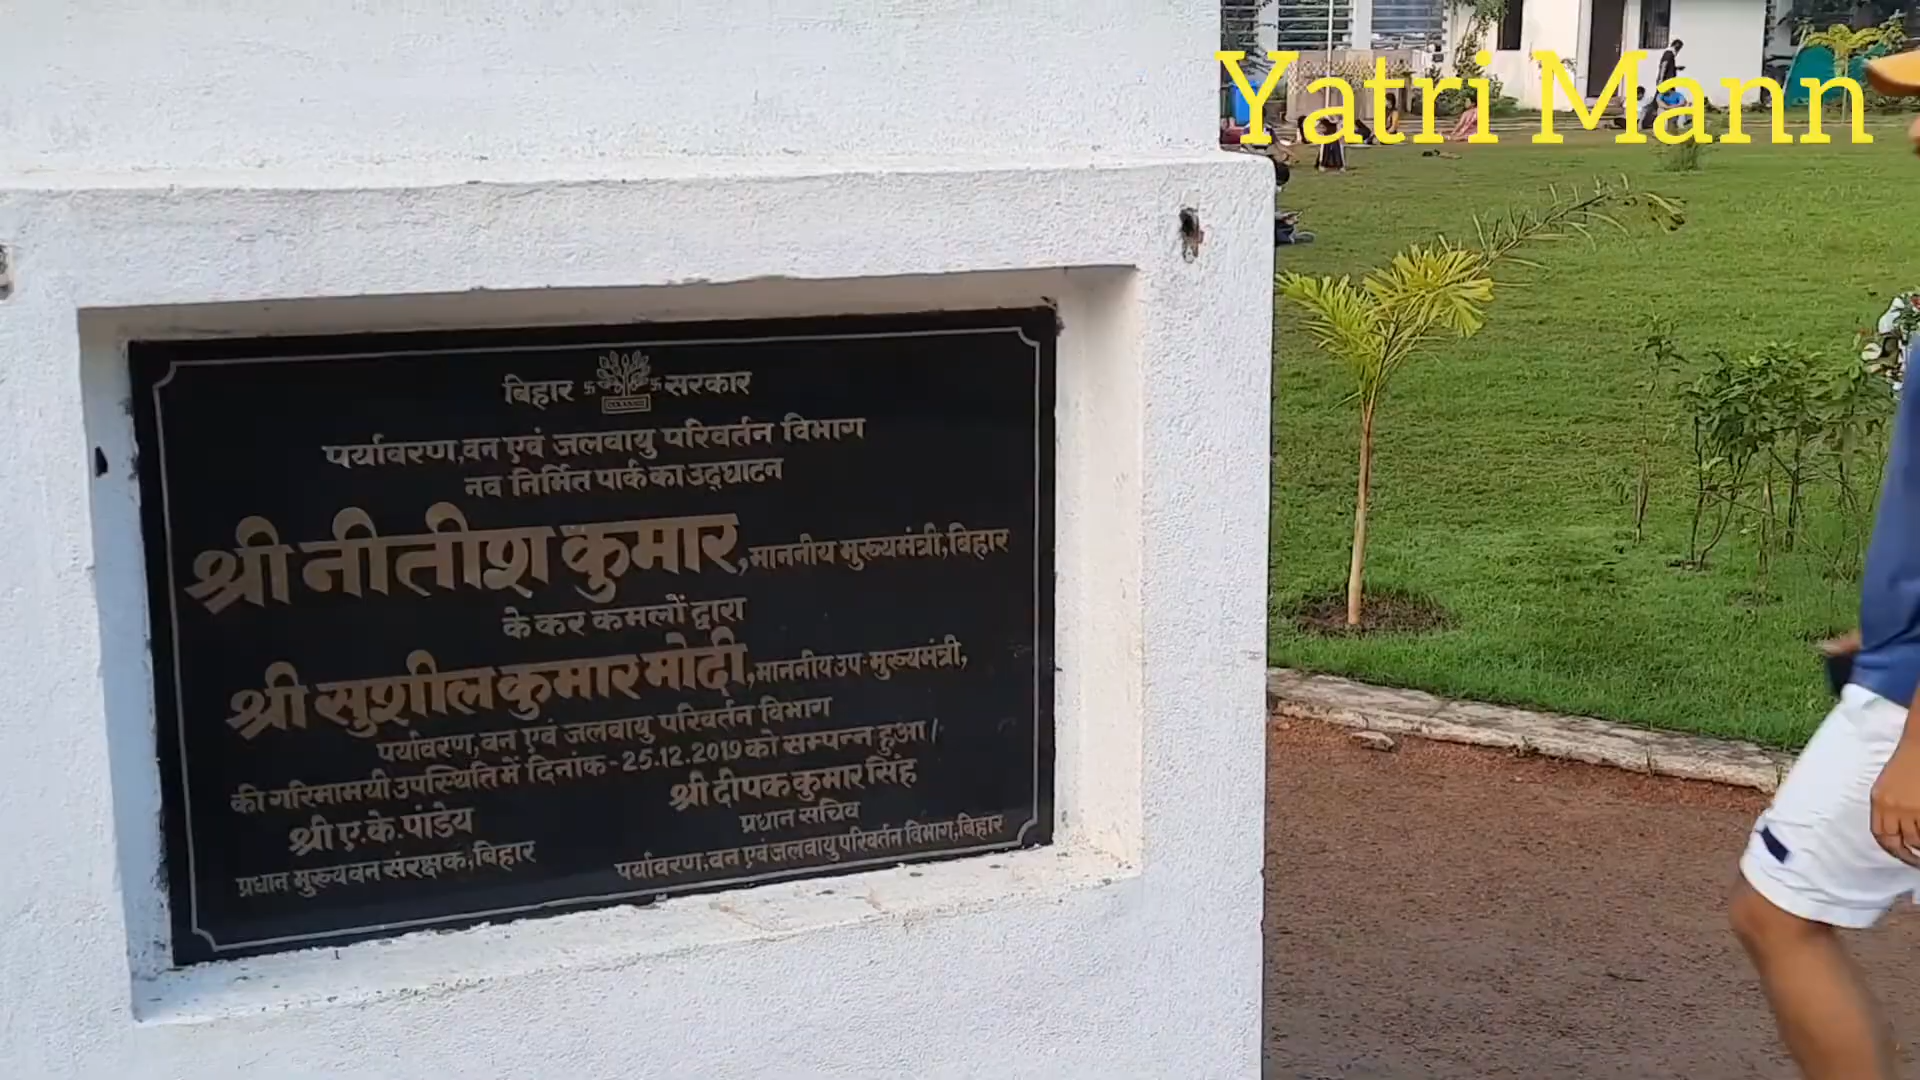 Yatri Mann
बिहार सरकार
पर्यावरण,वन एवं जलवायु परिवर्तन विभाग
नव निर्मित पार्क का उद्घाटन
श्री नीतीश कुमार, माननीय मुख्यमंत्री, बिहार
के कर कमलों द्वारा
श्री सुशील कुमार मोदी, माननीय उप-मुख्यमंत्री,
पर्यावरण, वन एवं जलवायु परिवर्तन विभाग
की गरिमामयी उपस्थिति में दिनांक-25.12.2019 को सम्पन्न हुआ।
श्री ए.के. पांडेय
प्रधान मुख्य वन संरक्षक, बिहार
श्री दीपक कुमार सिंह
प्रधान सचिव
पर्यावरण, वन एवं जलवायु परिवर्तन विभाग, बिहार